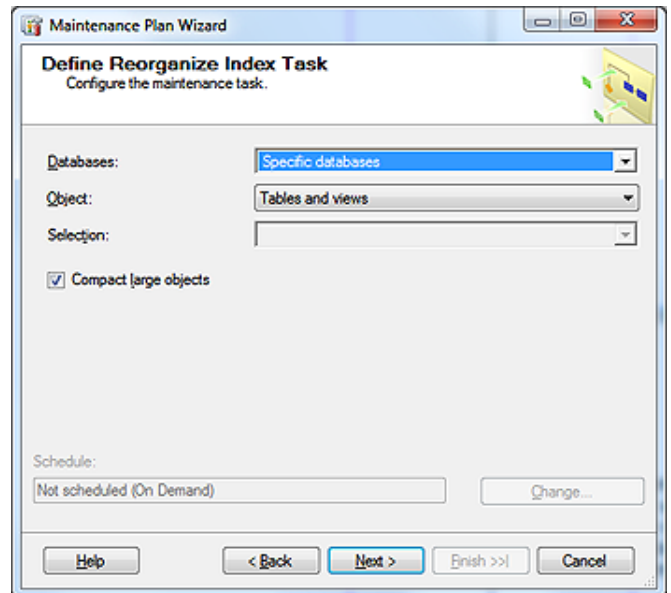 Maintenance Plan Wizard
Define Reorganize Index Task
Configure the maintenance task.
Databases: Specific databases
Object: Tables and views
Selection:
Compact large objects
Schedule:
Not scheduled (On Demand) Change...
Help < Back Next > Finish >>| Cancel